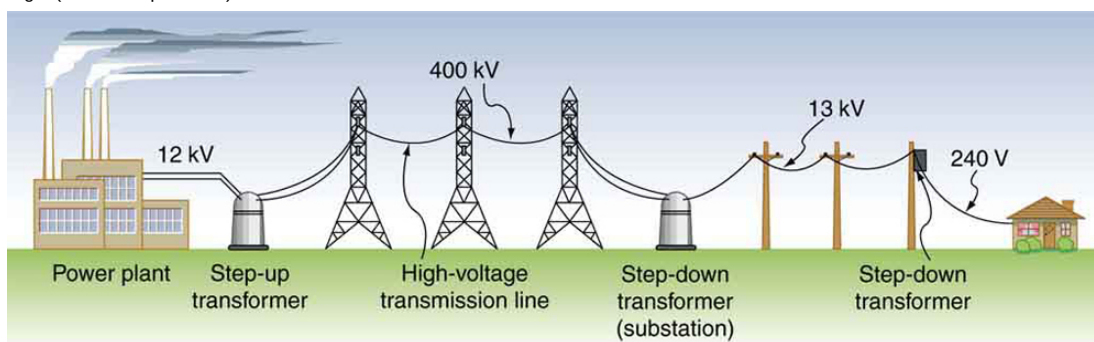 400 kV
13 kV
12 kV
240 V
Power plant
Step-up
transformer
High-voltage
transmission line
Step-down
transformer
(substation)
Step-down
transformer